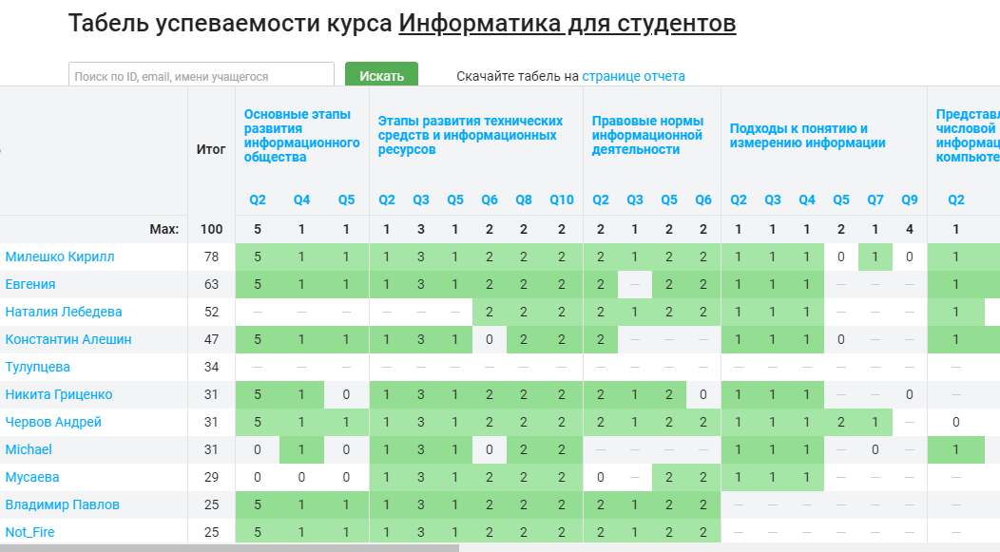 Табель успеваемости курса Информатика для студентов
Поиск по ID, email, имени учащегося Искать Скачайте табель на странице отчета
Итог
Основные этапы
развития
информационного
общества
Этапы развития технических
средств и информационных
ресурсов
Правовые нормы
информационной
деятельности
Подходы к понятию и
измерению информации
числовой
Q2 Q4 Q5 Q2 Q3 Q5 Q6 Q8 Q10 Q2 Q3 Q5 Q6 Q2 Q3 Q4 Q5 Q7 Q9 Q2
Max: 100 5 1 1 1 3 1 2 2 2 2 1 2 2 1 1 1 2 1 4 1
Милешко Кирилл 78 5 1 1 1 3 1 2 2 2 2 1 2 2 1 1 1 0 1 0 1
Евгения 63 5 1 1 1 3 1 2 2 2 2 — 2 2 1 1 1 — — — 1
Наталия Лебедева 52 — — — — — — 2 2 2 2 1 2 2 1 1 1 — — — 1
Константин Алешин 47 5 1 1 1 3 1 0 2 2 2 — — — 1 1 1 0 — — 1
Тулупцева 34 — — — — — — — — — — — — — — — — — — — —
Никита Гриценко 31 5 1 0 1 3 1 2 2 2 2 1 2 0 1 1 1 — — 0 —
Червов Андрей 31 5 1 1 1 3 1 2 2 2 2 1 2 2 1 1 1 2 1 — 0
Michael 31 0 1 0 1 3 1 0 2 2 — — — — 1 1 1 — 0 — 1
Мусаева 29 0 0 0 1 3 1 2 2 2 0 — 2 2 1 1 1 — — — —
Владимир Павлов 25 5 1 1 1 3 1 2 2 2 2 1 2 2 — — — — — — —
Not_Fire 25 5 1 1 1 3 1 2 2 2 2 1 2 2 — — — — — — —